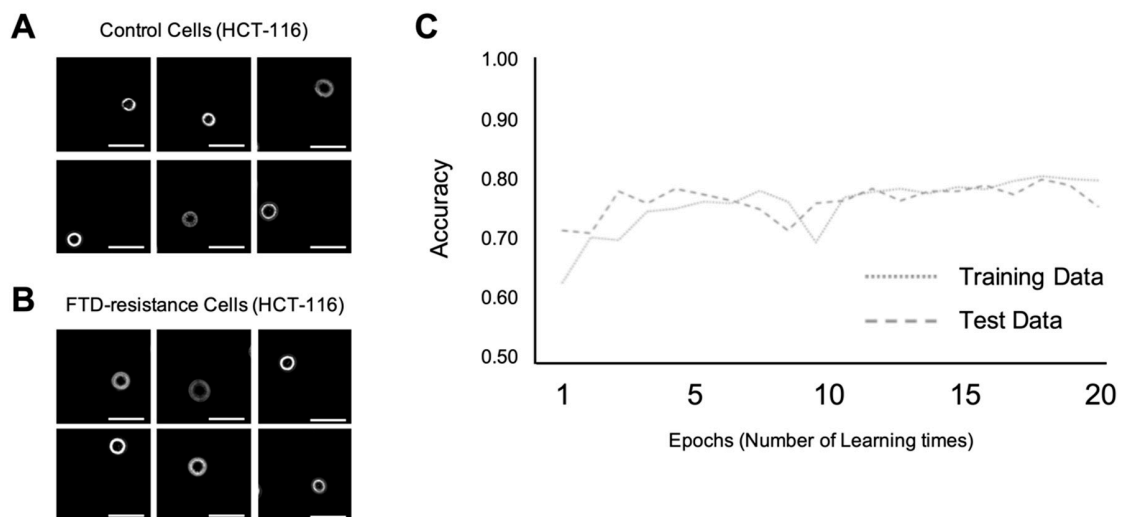 A
Control Cells (HCT-116)
B
FTD-resistance Cells (HCT-116)
C
1.00
0.90
0.80
0.70
0.60
0.50
Accuracy
Training Data
Test Data
1 5 10 15 20
Epochs (Number of Learning times)